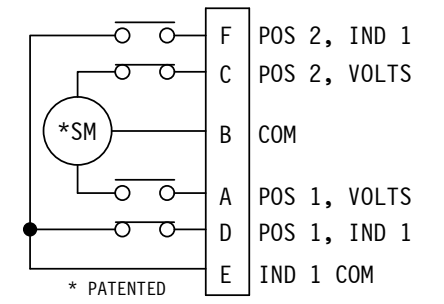 F POS 2, IND 1
C POS 2, VOLTS
*SM B COM
A POS 1, VOLTS
D POS 1, IND 1
E IND 1 COM
* PATENTED